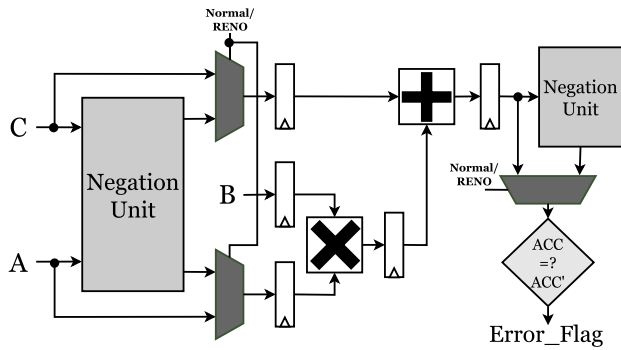 Normal/
RENO
C
Negation
Unit
A
B
Negation
Unit
Normal/
RENO
ACC
=?
ACC'
Error_Flag